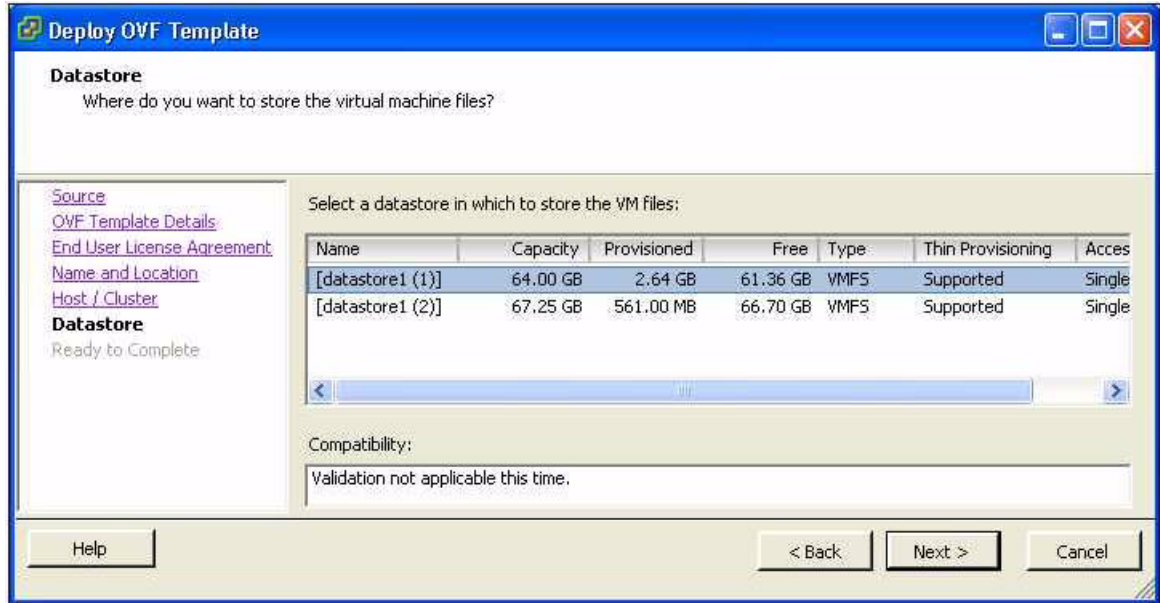 Deploy OVF Template
Datastore
Where do you want to store the virtual machine files?
Source
OVF Template Details
End User License Agreement
Name and Location
Host / Cluster
Datastore
Ready to Complete
Select a datastore in which to store the VM files:
Name Capacity Provisioned Free Type Thin Provisioning Acces
[datastore1 (1)] 64.00 GB 2.64 GB 61.36 GB VMFS Supported Single
[datastore1 (2)] 67.25 GB 561.00 MB 66.70 GB VMFS Supported Single
Compatibility:
Validation not applicable this time.
Help < Back Next > Cancel